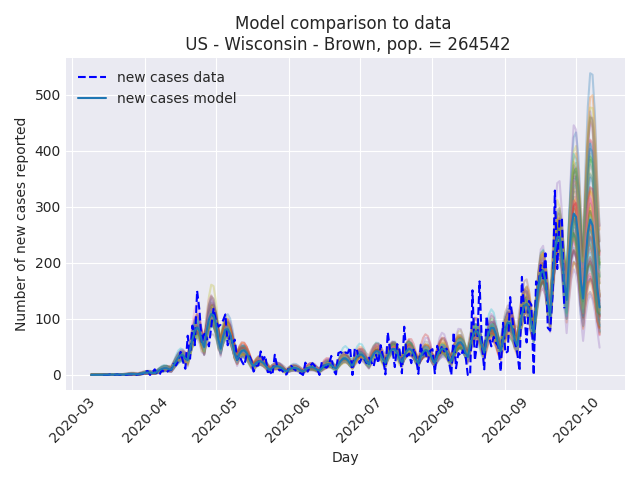 Model comparison to data
US - Wisconsin - Brown, pop. = 264542
new cases data
new cases model
Number of new cases reported
500
400
300
200
100
0
2020-03
2020-04
2020-05
2020-06
2020-07
2020-08
2020-09
2020-10
Day